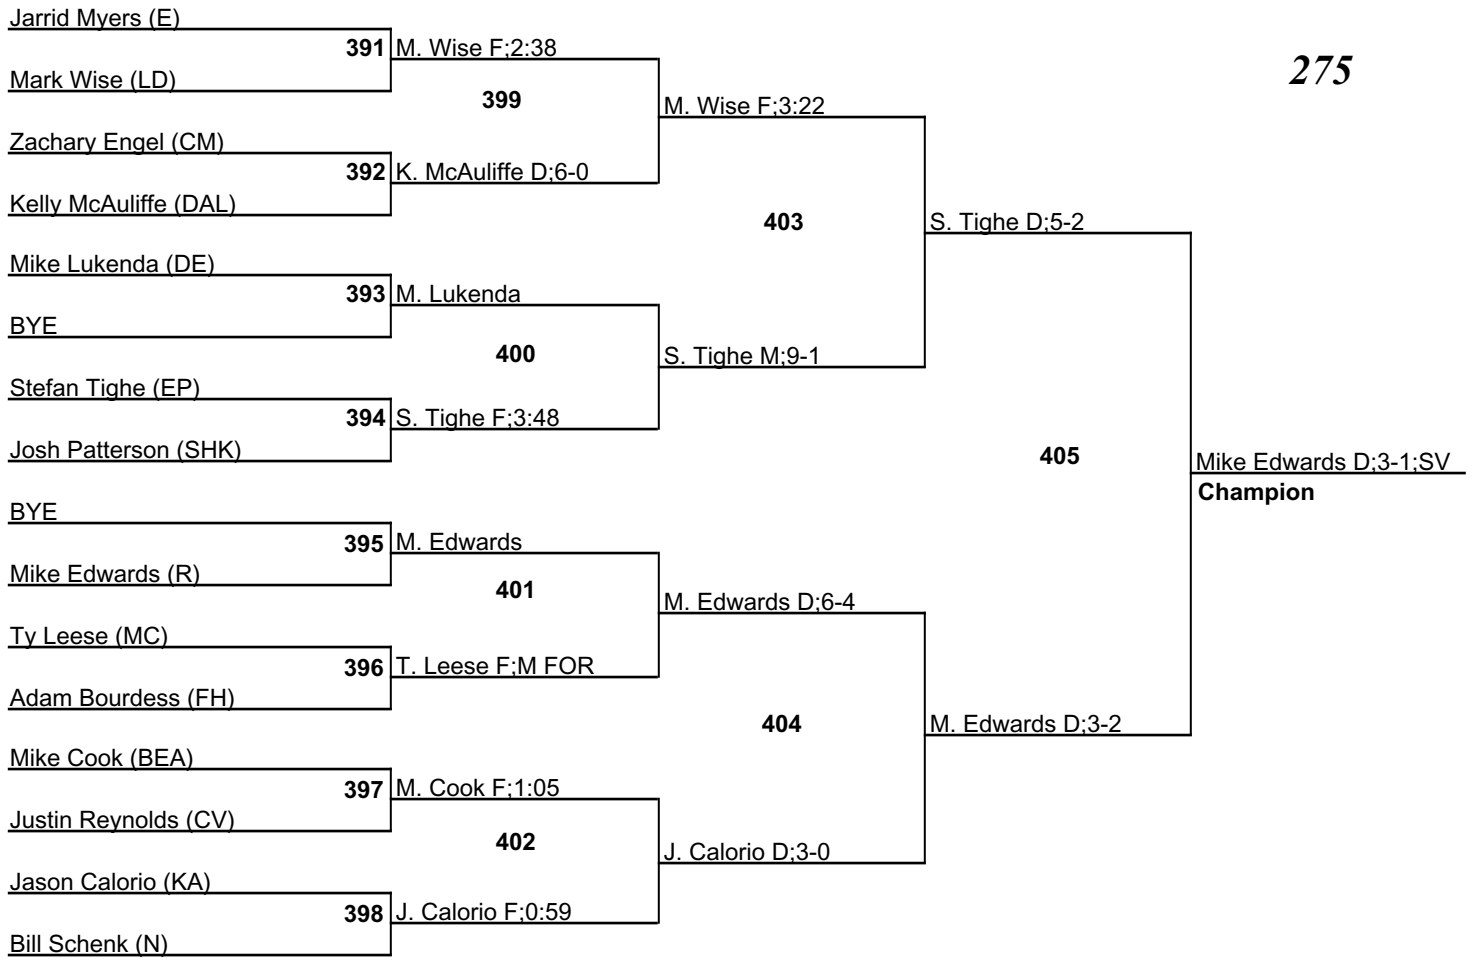 Jarrid Myers (E)
391 M. Wise F;2:38
275
Mark Wise (LD)
399
M. Wise F;3:22
Zachary Engel (CM)
392 K. McAuliffe D;6-0
Kelly McAuliffe (DAL)
403
S. Tighe D;5-2
Mike Lukenda (DE)
393 M. Lukenda
BYE
400
S. Tighe M;9-1
Stefan Tighe (EP)
394 S. Tighe F;3:48
Josh Patterson (SHK)
405
Mike Edwards D;3-1;SV
Champion
BYE
395 M. Edwards
Mike Edwards (R)
401
M. Edwards D;6-4
Ty Leese (MC)
396 T. Leese F;M FOR
Adam Bourdess (FH)
404
M. Edwards D;3-2
Mike Cook (BEA)
397 M. Cook F;1:05
Justin Reynolds (CV)
402
J. Calorio D;3-0
Jason Calorio (KA)
398 J. Calorio F;0:59
Bill Schenk (N)